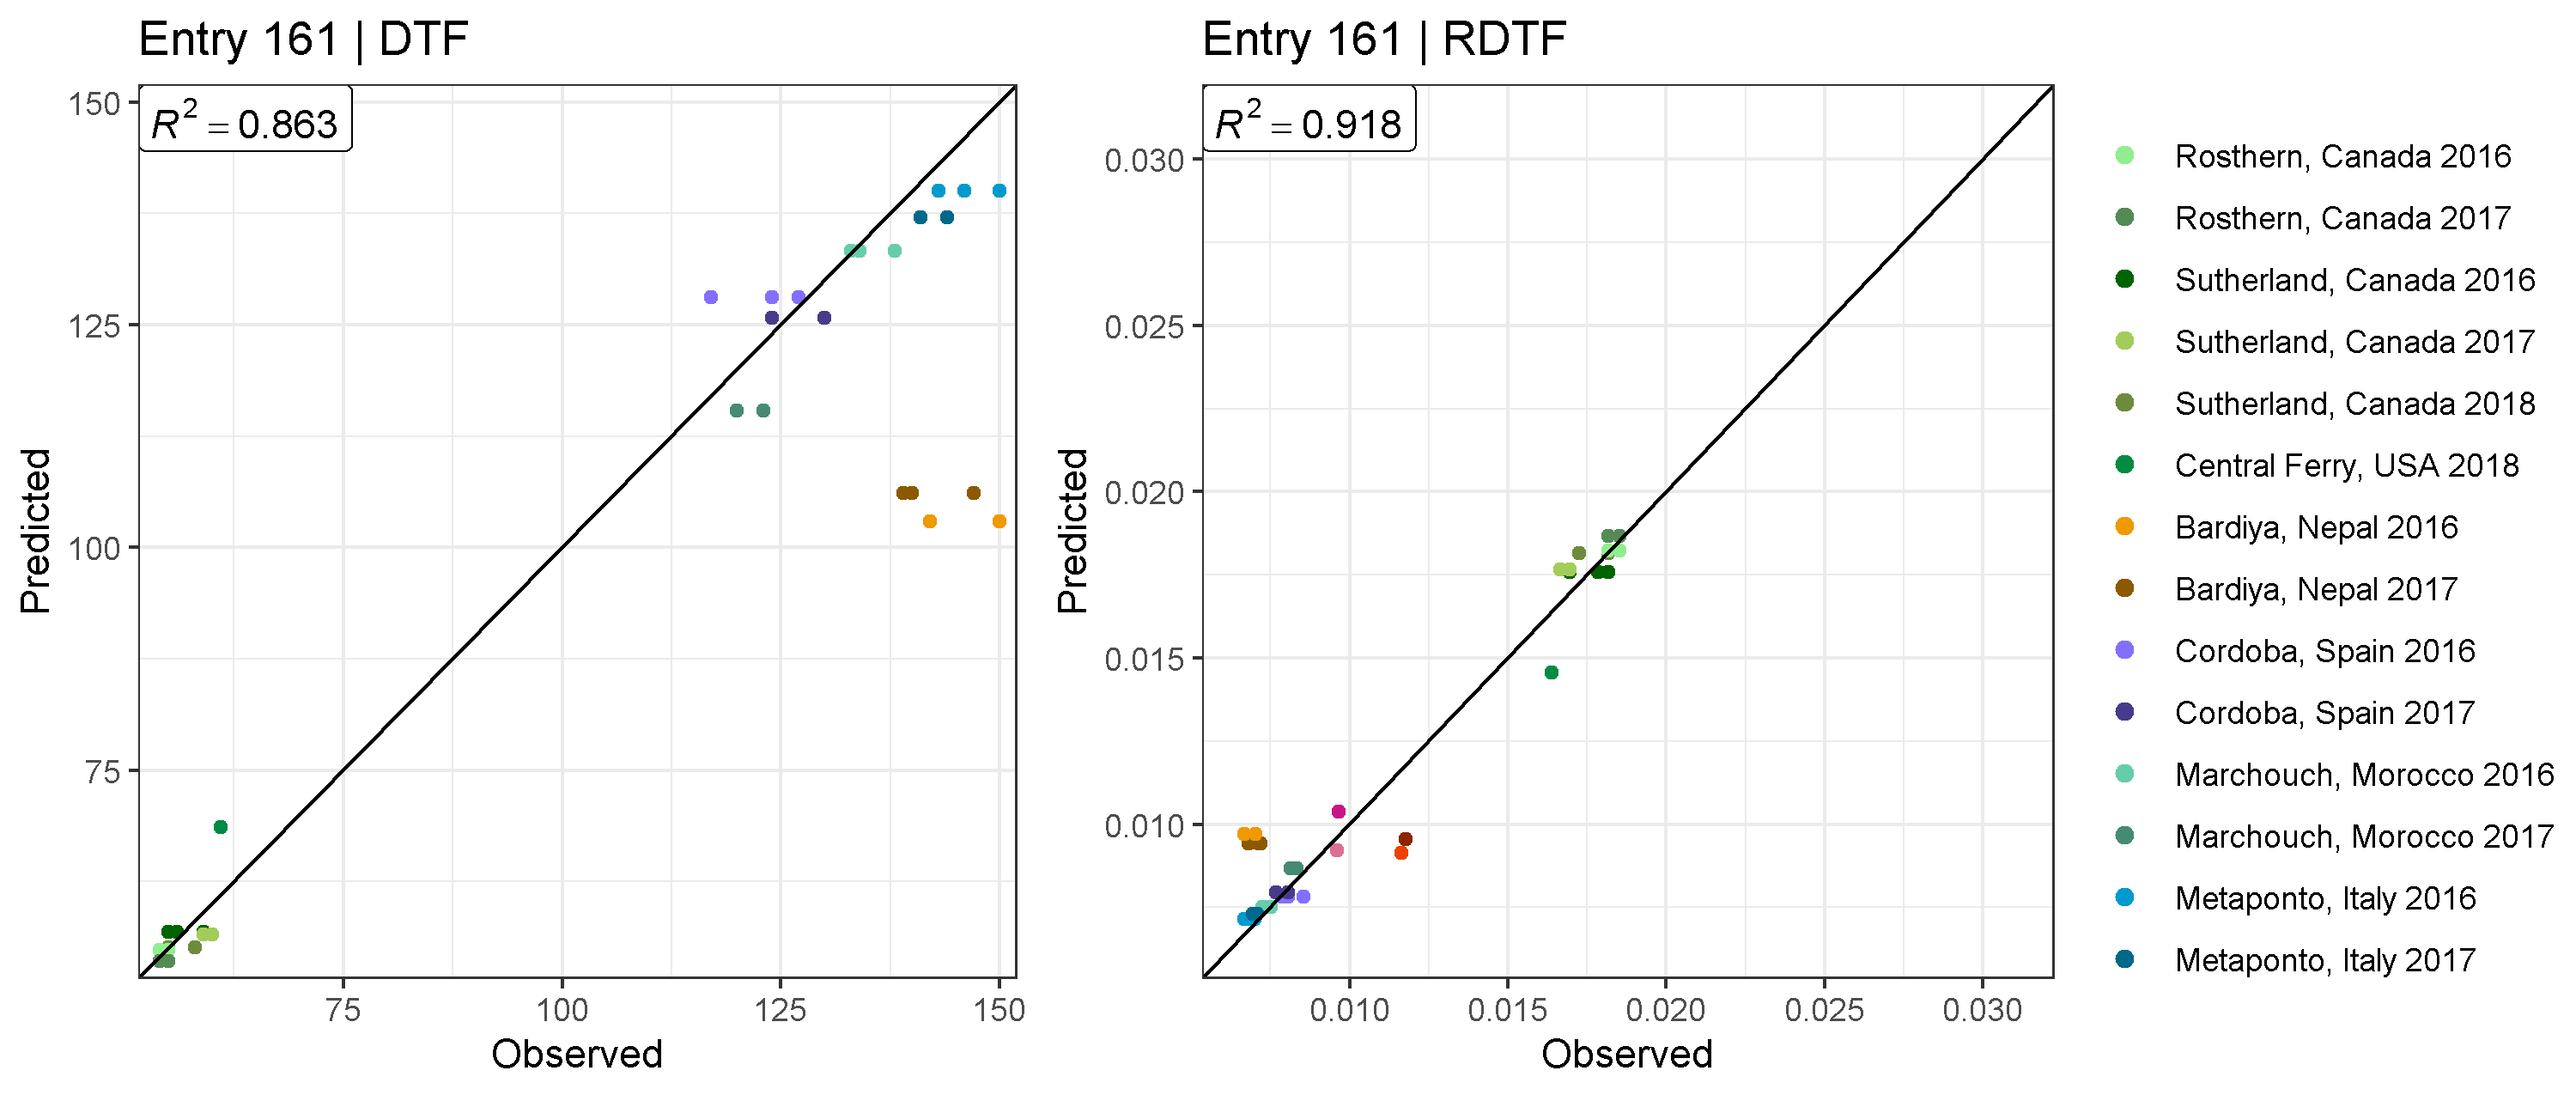 Entry 161 | DTF
R² = 0.863
150
125
100
75
Predicted
75 100 125 150
Observed
Entry 161 | RDTF
R² = 0.918
0.030
0.025
0.020
0.015
0.010
Predicted
0.010 0.015 0.020 0.025 0.030
Observed
Rosthern, Canada 2016
Rosthern, Canada 2017
Sutherland, Canada 2016
Sutherland, Canada 2017
Sutherland, Canada 2018
Central Ferry, USA 2018
Bardiya, Nepal 2016
Bardiya, Nepal 2017
Cordoba, Spain 2016
Cordoba, Spain 2017
Marchouch, Morocco 2016
Marchouch, Morocco 2017
Metaponto, Italy 2016
Metaponto, Italy 2017